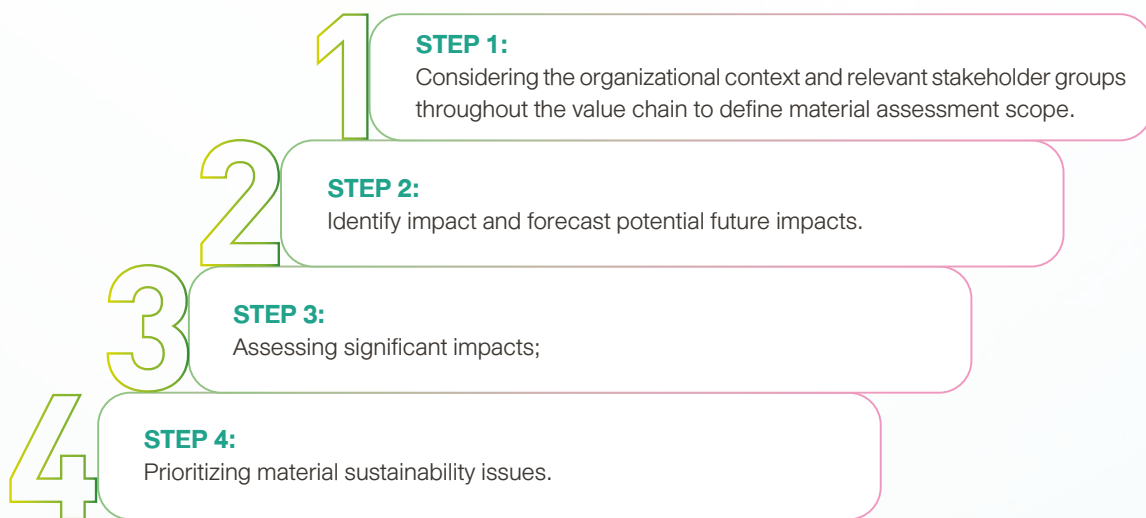 1
STEP 1:
Considering the organizational context and relevant stakeholder groups
throughout the value chain to define material assessment scope.
2
STEP 2:
Identify impact and forecast potential future impacts.
3
STEP 3:
Assessing significant impacts;
4
STEP 4:
Prioritizing material sustainability issues.